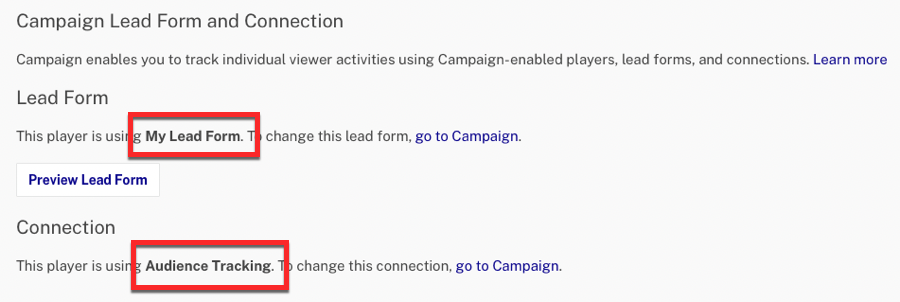 Campaign Lead Form and Connection
Campaign enables you to track individual viewer activities using Campaign-enabled players, lead forms, and connections. Learn more
Lead Form
This player is using My Lead Form. To change this lead form, go to Campaign.
Preview Lead Form
Connection
This player is using Audience Tracking. To change this connection, go to Campaign.